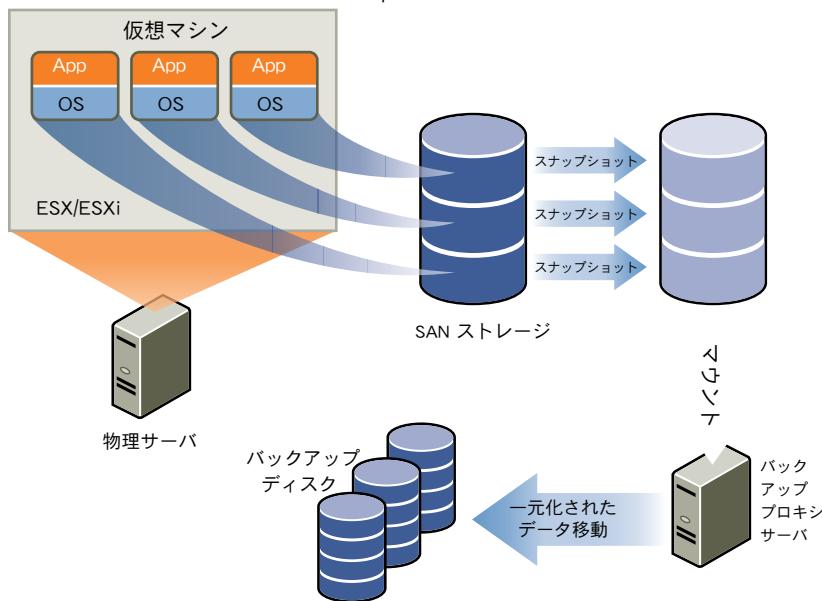 仮想マシン
App
App
App
OS
OS
OS
ESX/ESXi
スナップショット
スナップショット
スナップショット
SAN ストレージ
マウント
物理サーバ
バックアップ
ディスク
一元化された
データ移動
バック
アップ
プロキシ
サーバ